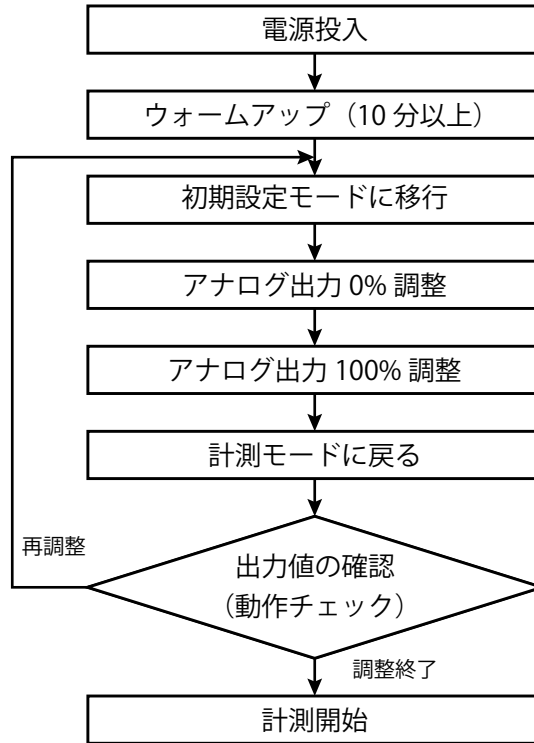 電源投入
ウォームアップ（10 分以上）
初期設定モードに移行
アナログ出力 0% 調整
アナログ出力 100% 調整
計測モードに戻る
再調整
出力値の確認
（動作チェック）
調整終了
計測開始